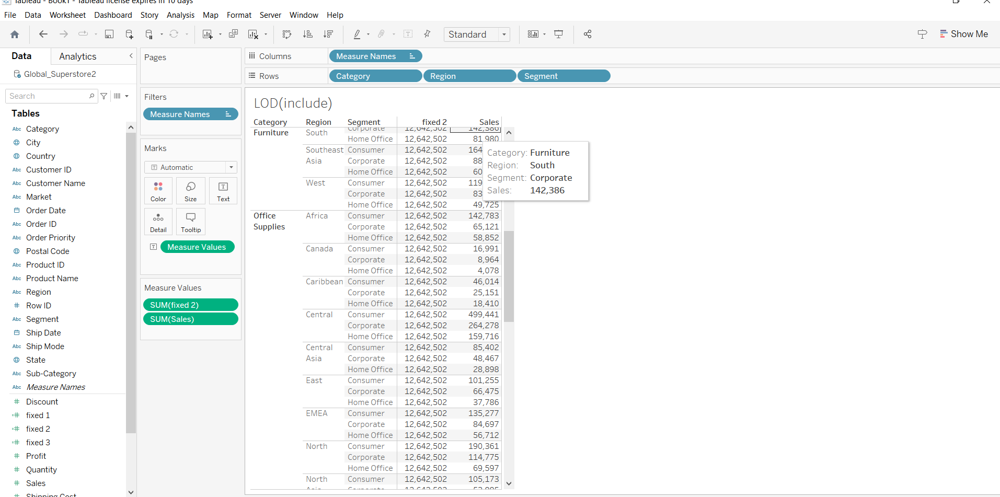 Tableau - Book1 - Tableau license expires in 10 days
File Data Worksheet Dashboard Story Analysis Map Format Server Window Help
Standard
Show Me
Data Analytics
Global_Superstore2
Search
Tables
Abc Category
City
Country
Abc Customer ID
Abc Customer Name
Abc Market
Order Date
Abc Order ID
Abc Order Priority
Postal Code
Abc Product ID
Abc Product Name
Abc Region
# Row ID
Abc Segment
Ship Date
Abc Ship Mode
State
Abc Sub-Category
Abc Measure Names
# Discount
=# fixed 1
=# fixed 2
=# fixed 3
# Profit
# Quantity
# Sales
# Shipping Cost
Pages
Filters
Measure Names
Marks
T Automatic
Color Size T Text
Detail Tooltip
T Measure Values
Measure Values
SUM(fixed 2)
SUM(Sales)
Columns Measure Names
Rows Category Region Segment
LOD(include)
Category Region Segment fixed 2 Sales
Furniture South Corporate 12,642,502 142,386
Home Office 12,642,502 81,980
Southeast Consumer 12,642,502 164
Asia Corporate 12,642,502 88
Home Office 12,642,502 60
West Consumer 12,642,502 119
Corporate 12,642,502 83
Home Office 12,642,502 49,725
Category: Furniture
Region: South
Segment: Corporate
Sales: 142,386
Office Africa Consumer 12,642,502 142,783
Supplies Corporate 12,642,502 65,121
Home Office 12,642,502 58,852
Canada Consumer 12,642,502 16,991
Corporate 12,642,502 8,964
Home Office 12,642,502 4,078
Caribbean Consumer 12,642,502 46,014
Corporate 12,642,502 25,151
Home Office 12,642,502 18,410
Central Consumer 12,642,502 499,441
Corporate 12,642,502 264,278
Home Office 12,642,502 159,716
Central Consumer 12,642,502 85,402
Asia Corporate 12,642,502 48,467
Home Office 12,642,502 28,898
East Consumer 12,642,502 101,255
Corporate 12,642,502 66,475
Home Office 12,642,502 37,786
EMEA Consumer 12,642,502 135,277
Corporate 12,642,502 84,697
Home Office 12,642,502 56,712
North Consumer 12,642,502 190,361
Corporate 12,642,502 114,775
Home Office 12,642,502 69,597
North Consumer 12,642,502 105,173
Asia Corporate 12,642,502